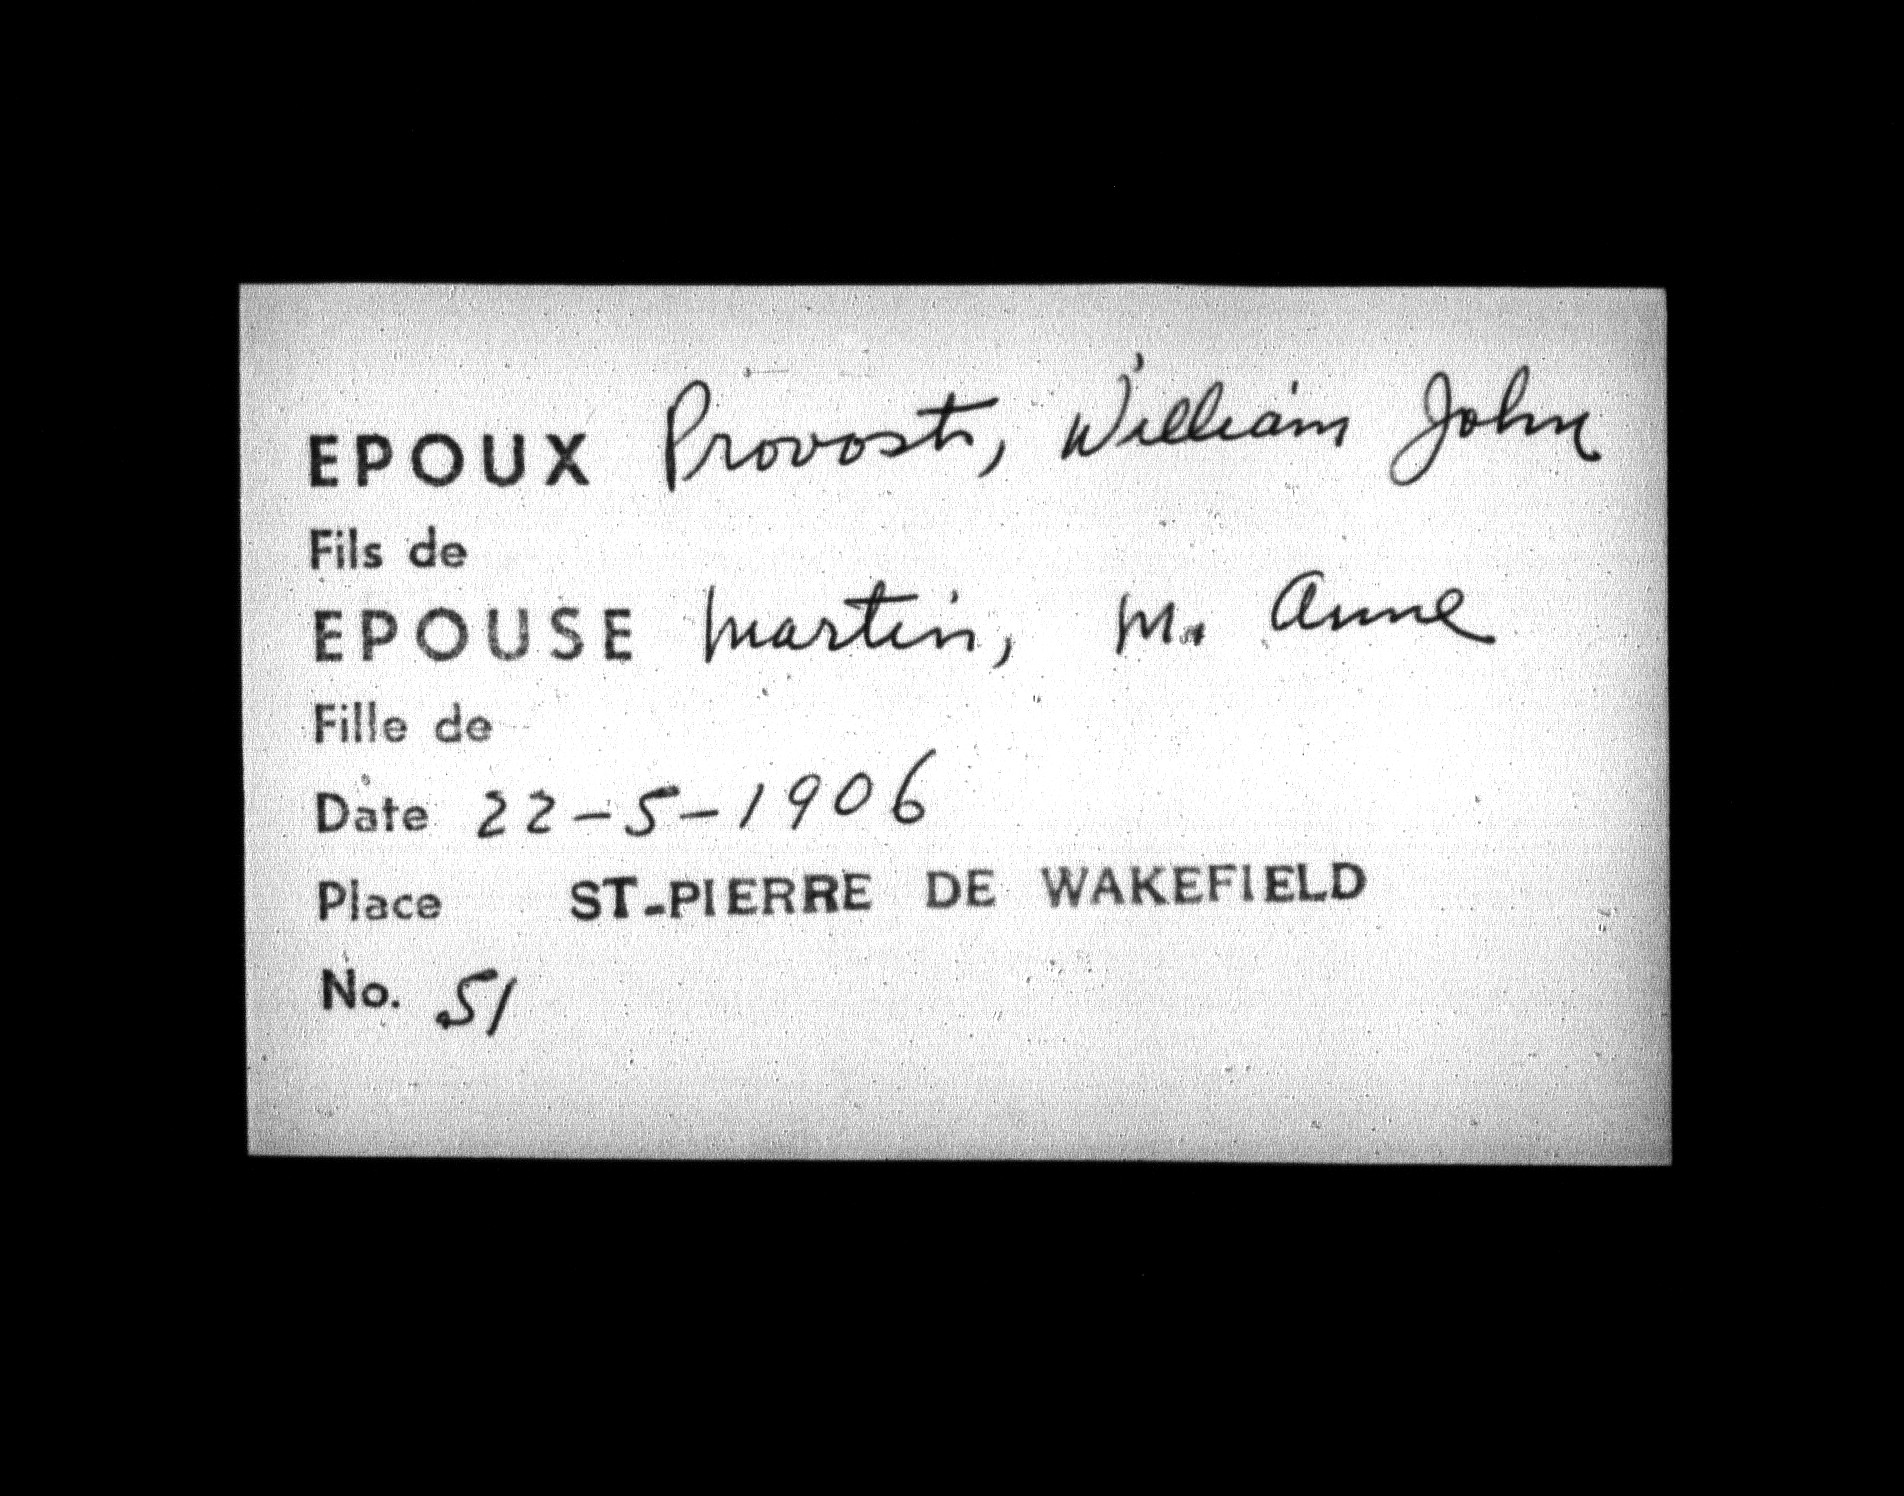 EPOUX Provost, William John
Fils de
EPOUSE Martin, M. Anne
Fille de
Date 22-5-1906
Place ST-PIERRE DE WAKEFIELD
No. 51